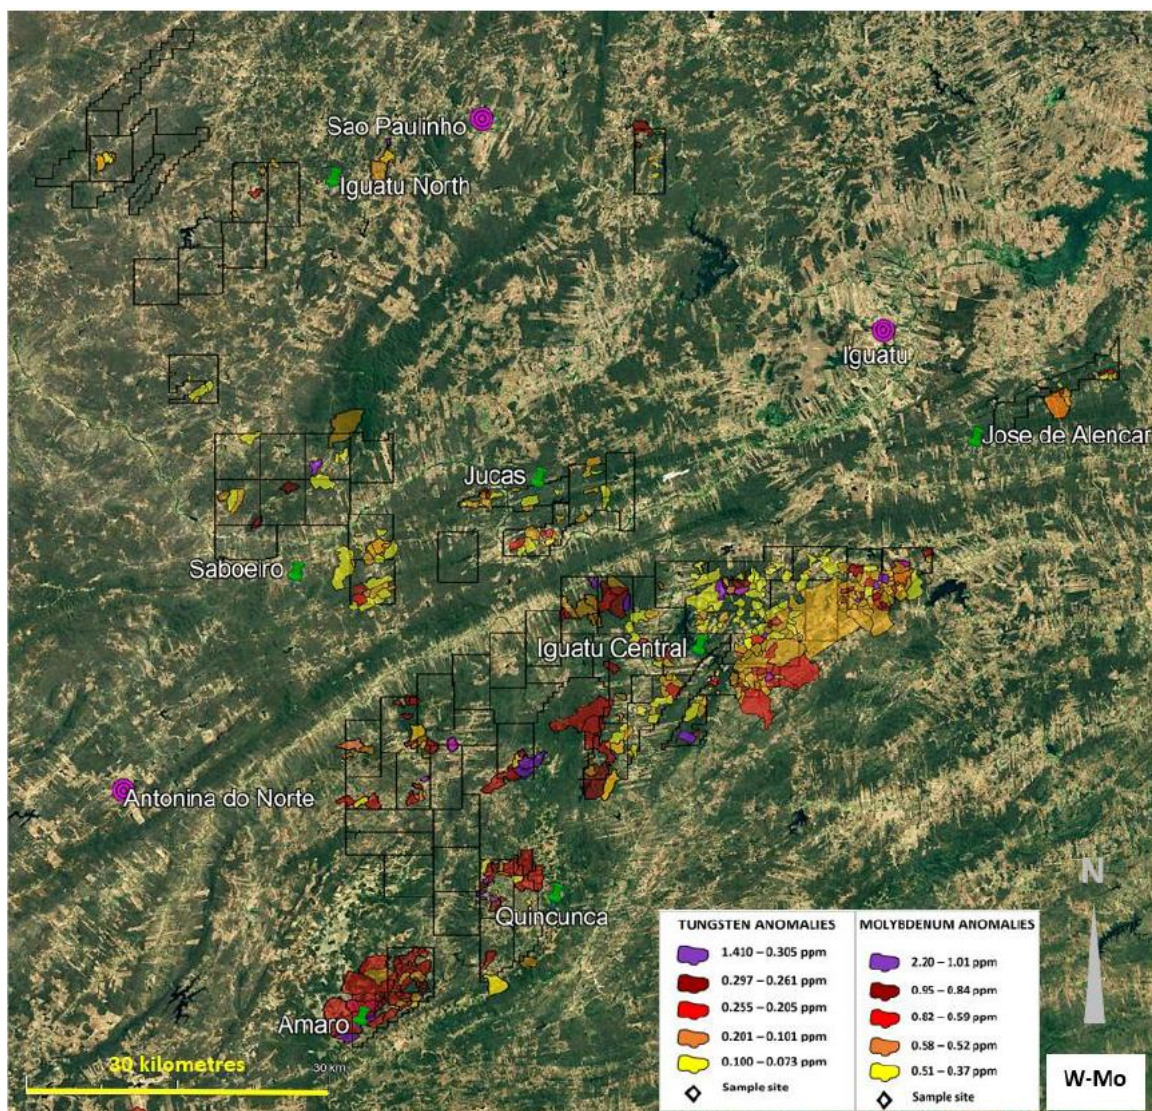 Sao Paulinho
Iguatu North
Iguatu
Jose de Alencar
Jucas
Saboeiro
Iguatu Central
Antonina do Norte
Quincunca
Amaro
N
30 kilometres
30 km
TUNGSTEN ANOMALIES
1.410 – 0.305 ppm
0.297 – 0.261 ppm
0.255 – 0.205 ppm
0.201 – 0.101 ppm
0.100 – 0.073 ppm
Sample site
MOLYBDENUM ANOMALIES
2.20 – 1.01 ppm
0.95 – 0.84 ppm
0.82 – 0.59 ppm
0.58 – 0.52 ppm
0.51 – 0.37 ppm
Sample site
W-Mo